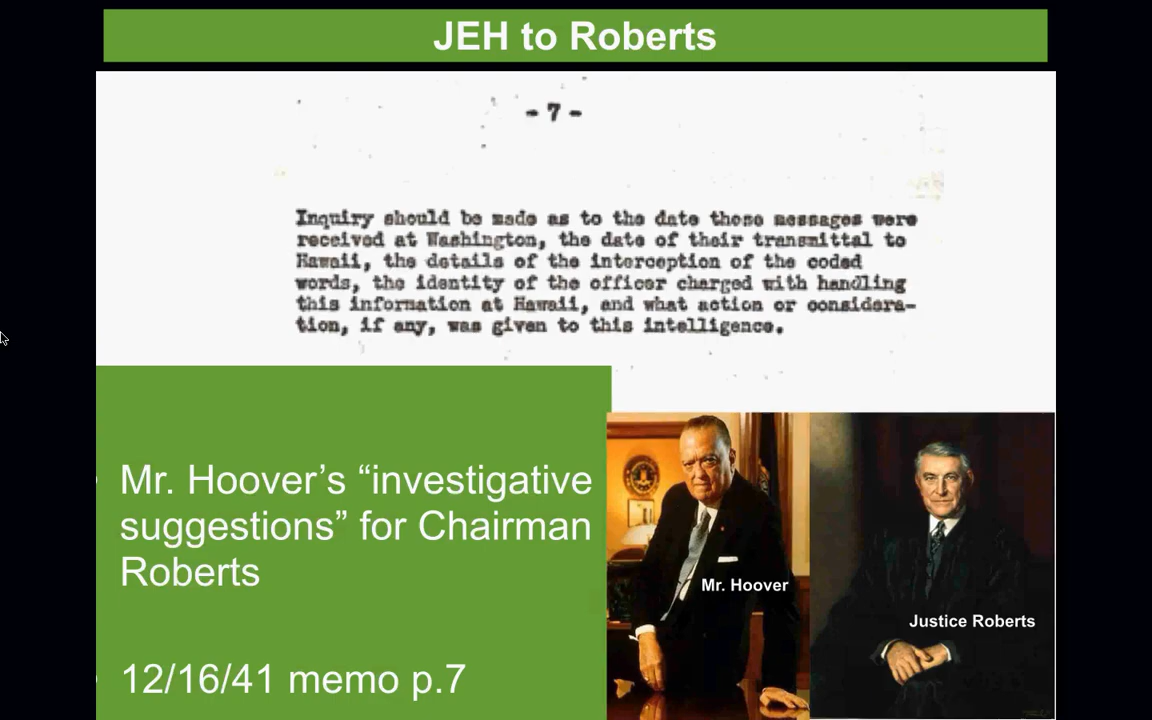 JEH to Roberts
- 7 -
Inquiry should be made as to the date these messages were
received at Washington, the date of their transmittal to
Hawaii, the details of the interception of the coded
words, the identity of the officer charged with handling
this information at Hawaii, and what action or considera-
tion, if any, was given to this intelligence.
Mr. Hoover’s “investigative
suggestions” for Chairman
Roberts
12/16/41 memo p.7
Mr. Hoover
Justice Roberts